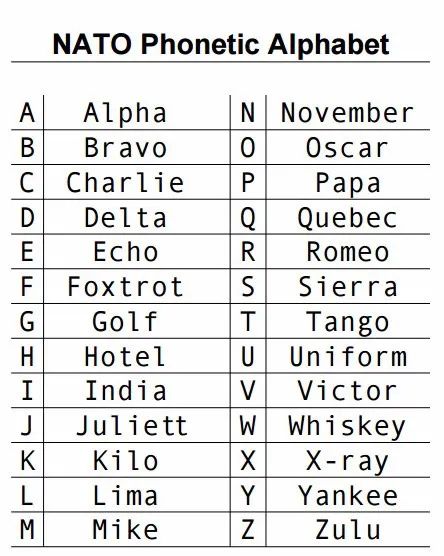 NATO Phonetic Alphabet
A Alpha N November
B Bravo O Oscar
C Charlie P Papa
D Delta Q Quebec
E Echo R Romeo
F Foxtrot S Sierra
G Golf T Tango
H Hotel U Uniform
I India V Victor
J Juliett W Whiskey
K Kilo X X-ray
L Lima Y Yankee
M Mike Z Zulu